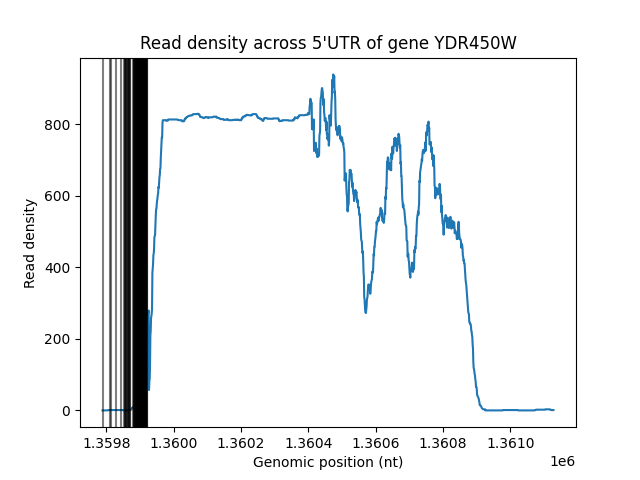 Read density across 5'UTR of gene YDR450W
Read density
800
600
400
200
0
1.3598 1.3600 1.3602 1.3604 1.3606 1.3608 1.3610
1e6
Genomic position (nt)